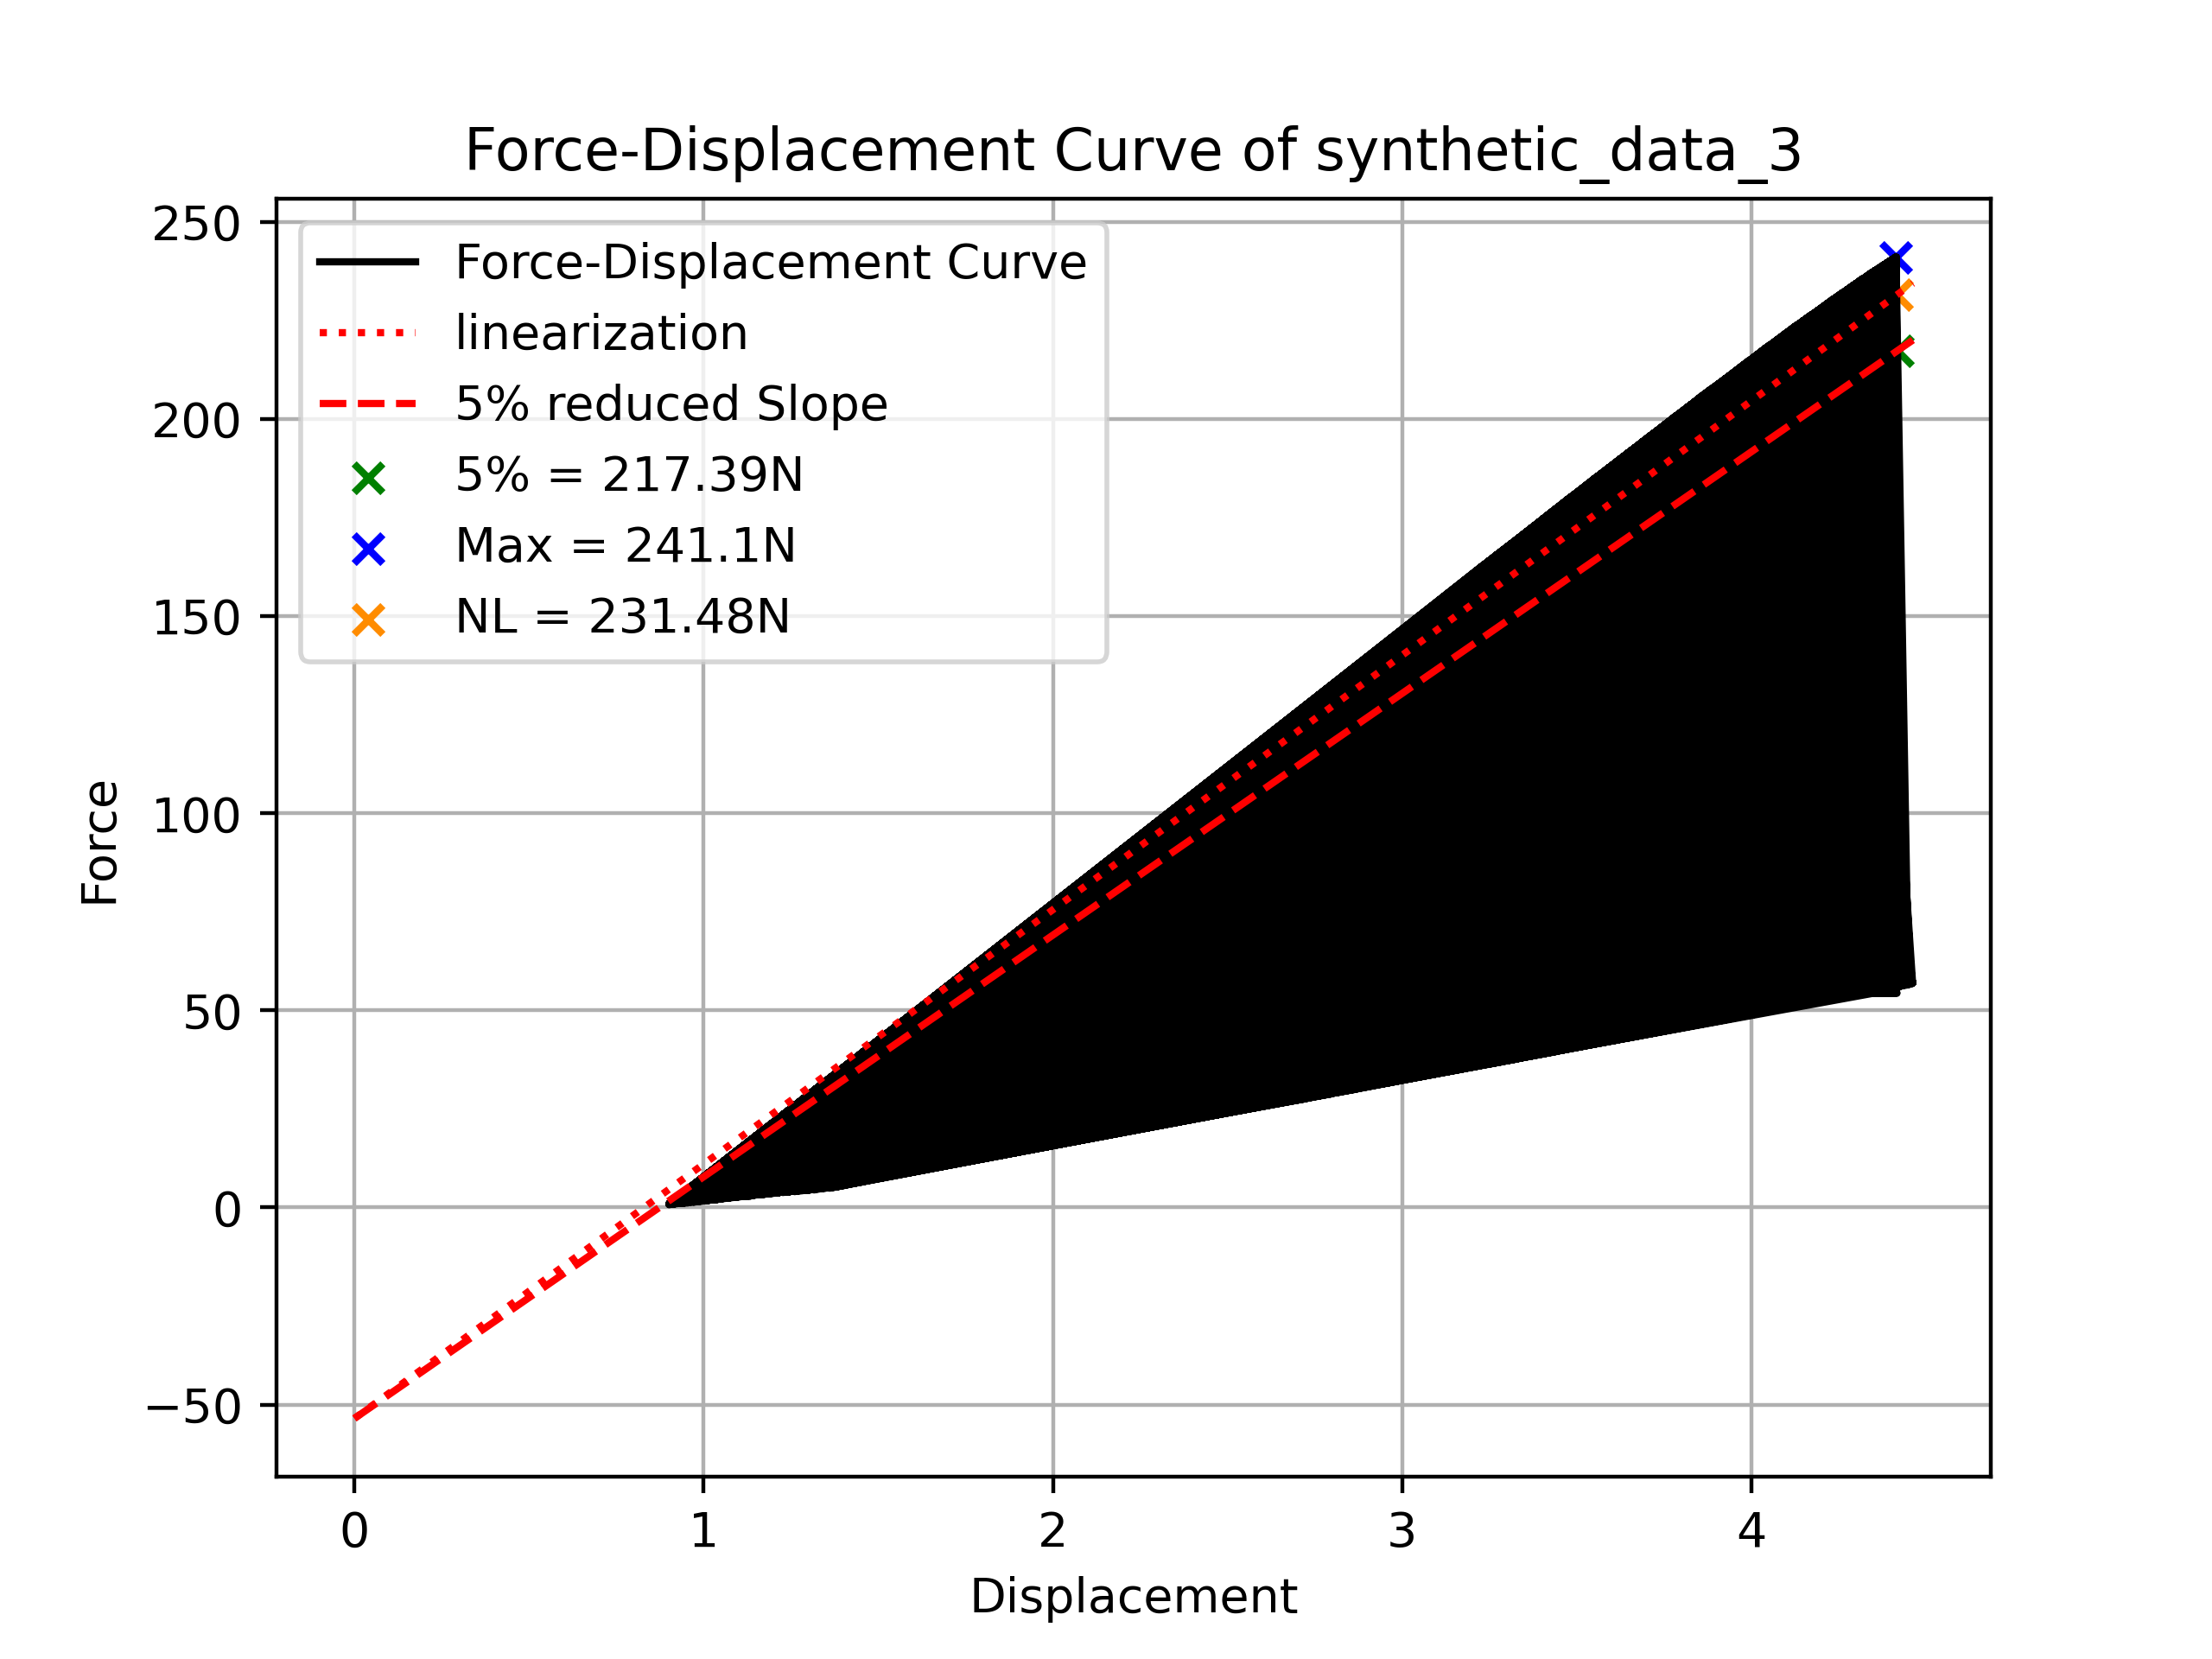 Force-Displacement Curve of synthetic_data_3
250
200
150
100
50
0
−50
Force
Force-Displacement Curve
linearization
5% reduced Slope
5% = 217.39N
Max = 241.1N
NL = 231.48N
0 1 2 3 4
Displacement